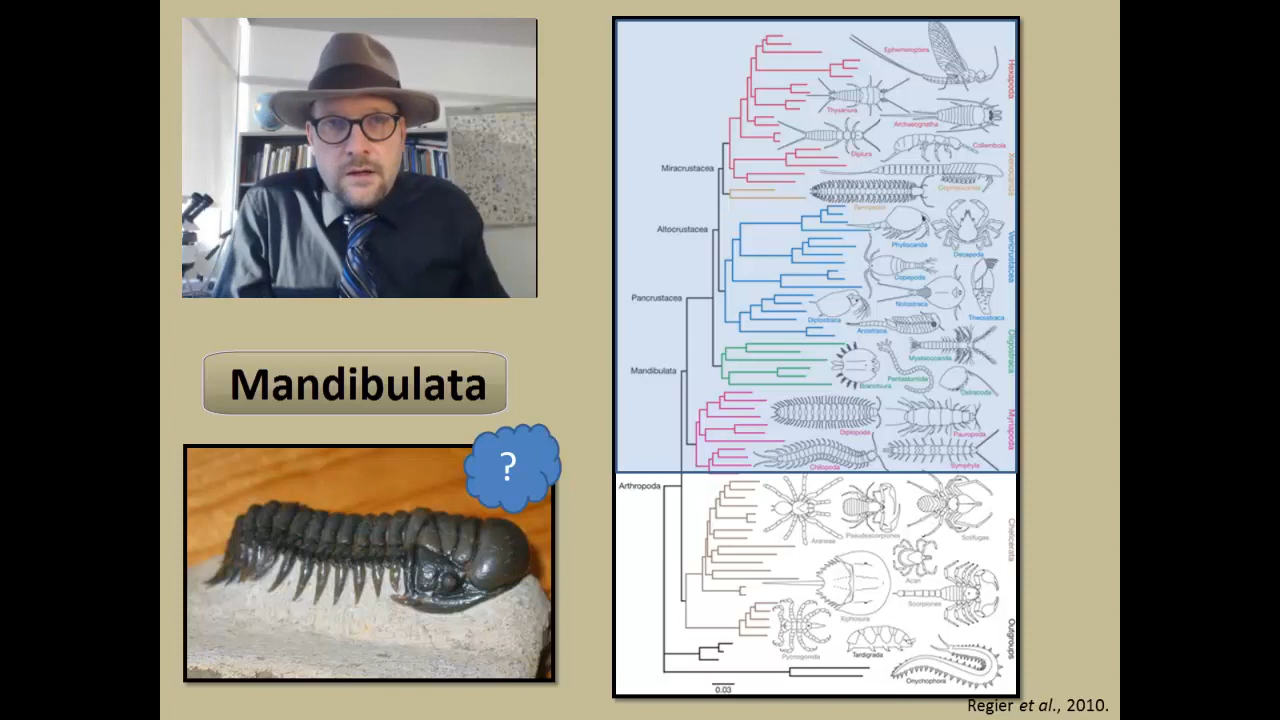 Mandibulata
?
Ephemeroptera
Hexapoda
Thysanura
Archaeognatha
Collembola
Diplura
Miracrustacea
Altocrustacea
Phyllocarida
Decapoda
Copepoda
Notostraca
Thecostraca
Diplostraca
Anostraca
Vericrustacea
Pancrustacea
Mystacocarida
Pentastomida
Branchiura
Ostracoda
Oligostraca
Mandibulata
Diplopoda
Pauropoda
Chilopoda
Symphyla
Myriapoda
Arthropoda
Araneae
Pseudoscorpiones
Solifugae
Acari
Scorpiones
Xiphosura
Chelicerata
Pycnogonida
Tardigrada
Onychophora
Outgroups
0.03
Regier et al., 2010.